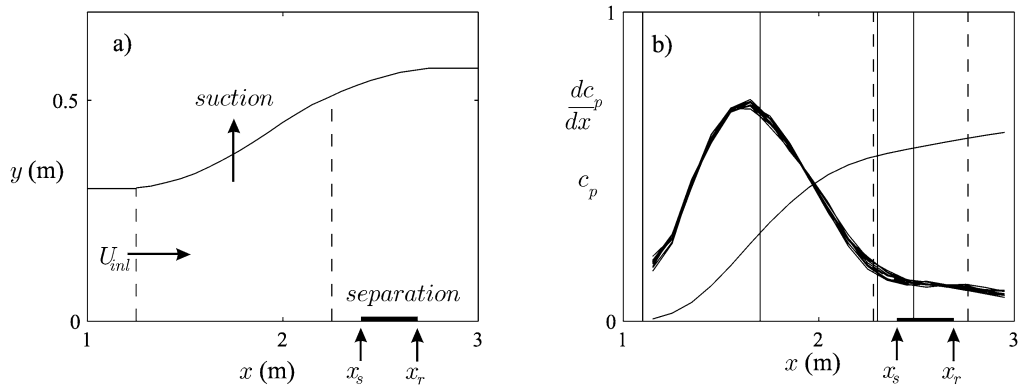 a)
0.5
suction
y (m)
U_inl
separation
0
1
2
3
x (m)
x_s
x_r
1
b)
dc_p
dx
c_p
0
1
2
3
x (m)
x_s
x_r